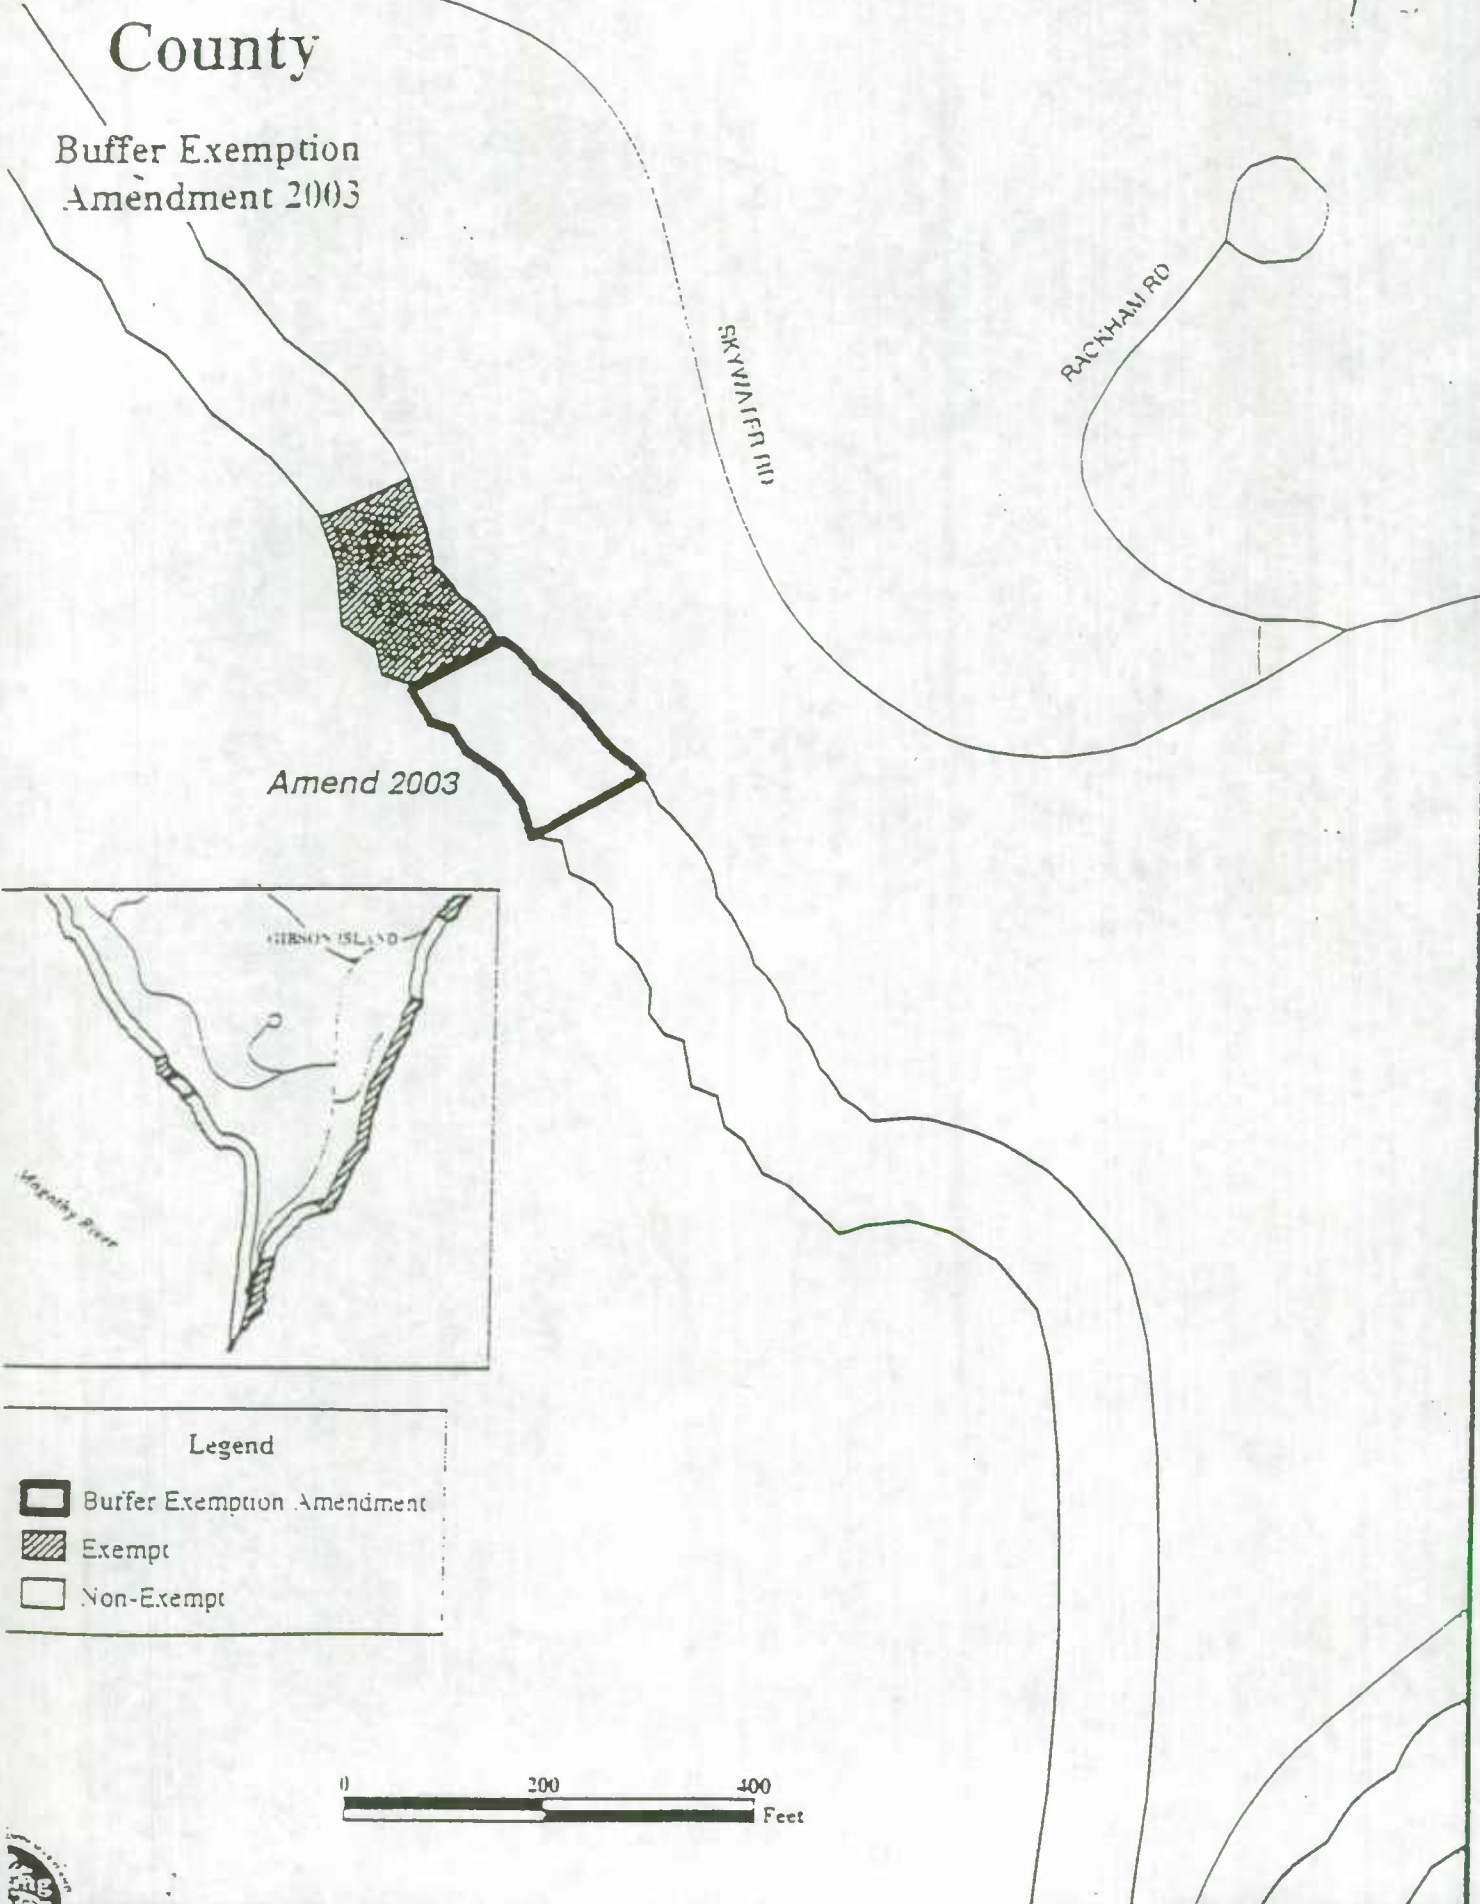 County
Buffer Exemption
Amendment 2003
SKYWATER RD
RACKHAM RD
Amend 2003
GIBSON ISLAND
Magothy River
Legend
Buffer Exemption Amendment
Exempt
Non-Exempt
0 200 400
Feet